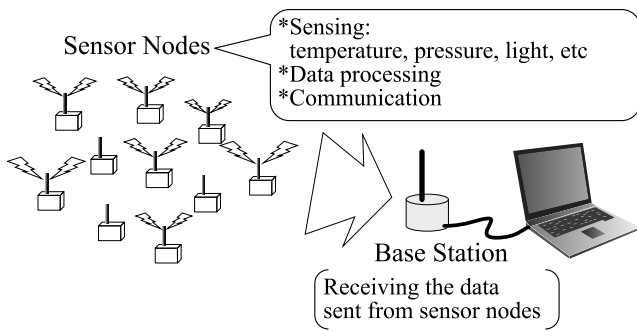 Sensor Nodes
*Sensing:
temperature, pressure, light, etc
*Data processing
*Communication
Base Station
Receiving the data
sent from sensor nodes